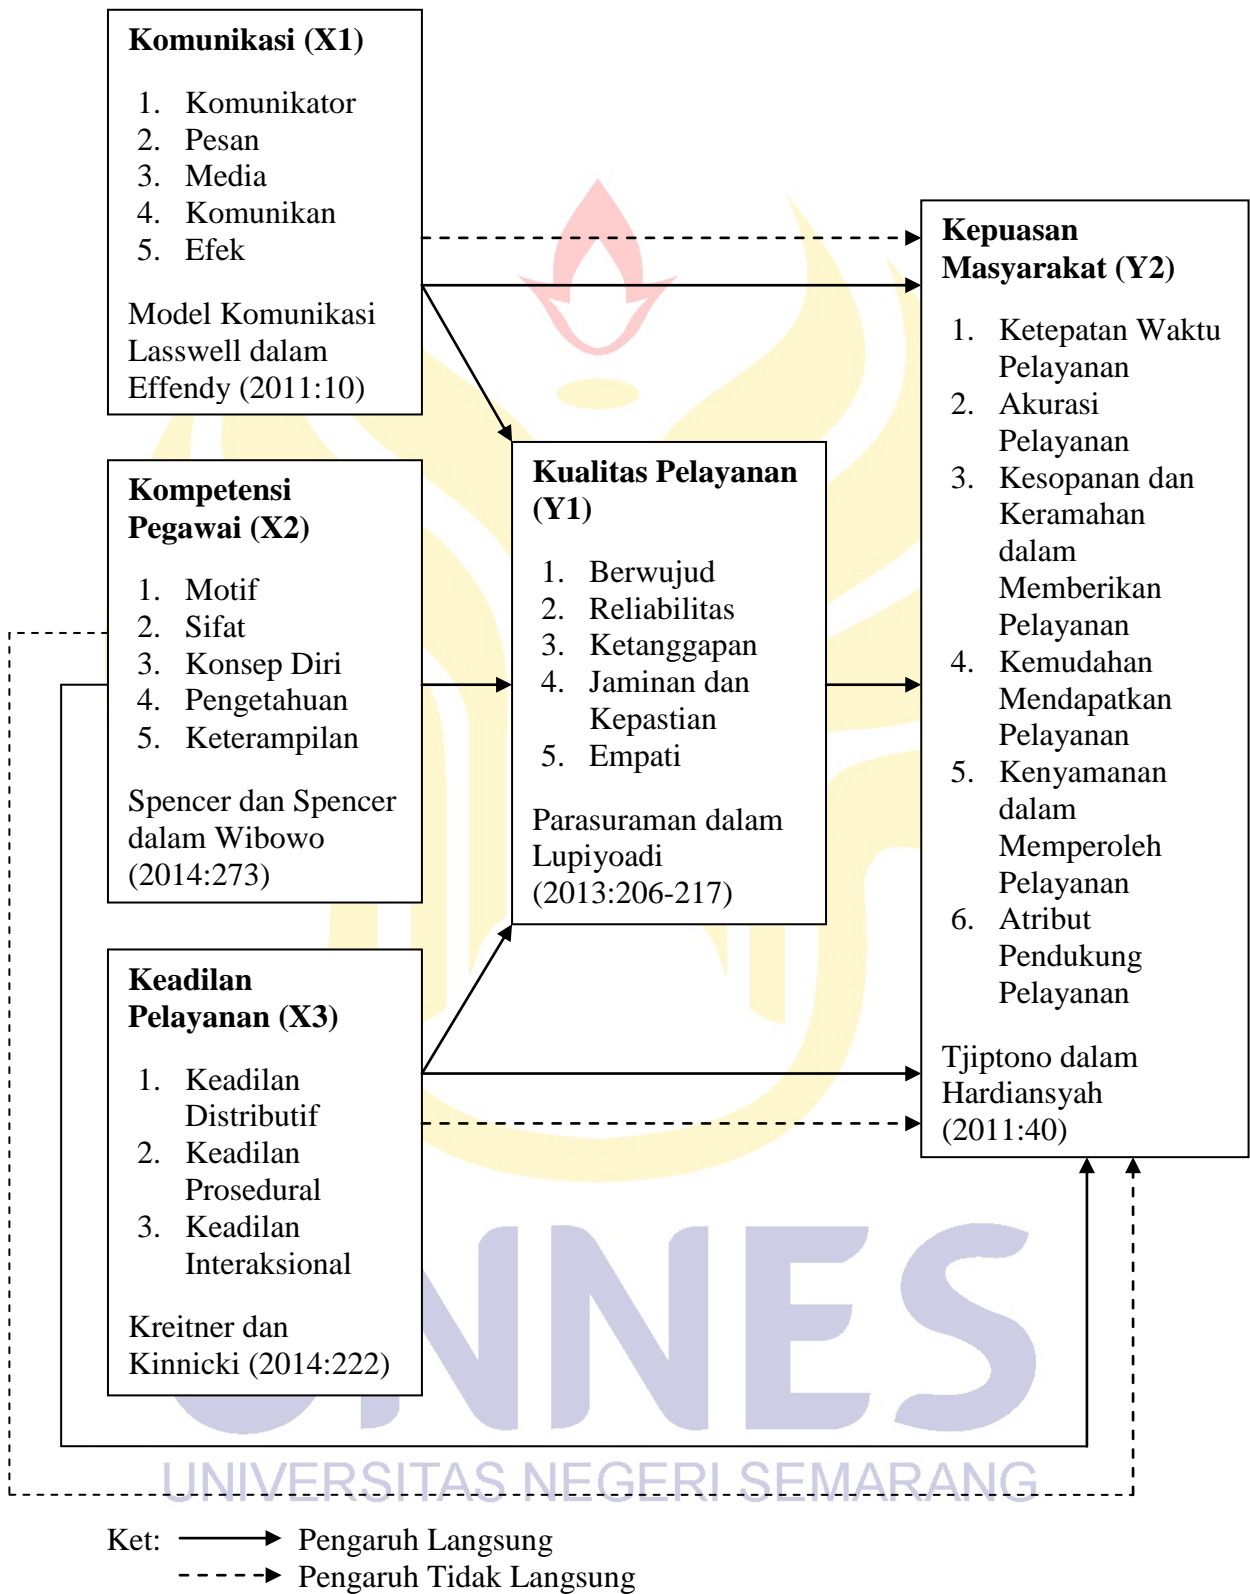 Komunikasi (X1)
1. Komunikator
2. Pesan
3. Media
4. Komunikan
5. Efek
Model Komunikasi
Lasswell dalam
Effendy (2011:10)
Kompetensi
Pegawai (X2)
1. Motif
2. Sifat
3. Konsep Diri
4. Pengetahuan
5. Keterampilan
Spencer dan Spencer
dalam Wibowo
(2014:273)
Keadilan
Pelayanan (X3)
1. Keadilan
Distributif
2. Keadilan
Prosedural
3. Keadilan
Interaksional
Kreitner dan
Kinnicki (2014:222)
Kualitas Pelayanan
(Y1)
1. Berwujud
2. Reliabilitas
3. Ketanggapan
4. Jaminan dan
Kepastian
5. Empati
Parasuraman dalam
Lupiyoadi
(2013:206-217)
Kepuasan
Masyarakat (Y2)
1. Ketepatan Waktu
Pelayanan
2. Akurasi
Pelayanan
3. Kesopanan dan
Keramahan
dalam
Memberikan
Pelayanan
4. Kemudahan
Mendapatkan
Pelayanan
5. Kenyamanan
dalam
Memperoleh
Pelayanan
6. Atribut
Pendukung
Pelayanan
Tjiptono dalam
Hardiansyah
(2011:40)
UNNES
UNIVERSITAS NEGERI SEMARANG
Ket: Pengaruh Langsung
Pengaruh Tidak Langsung